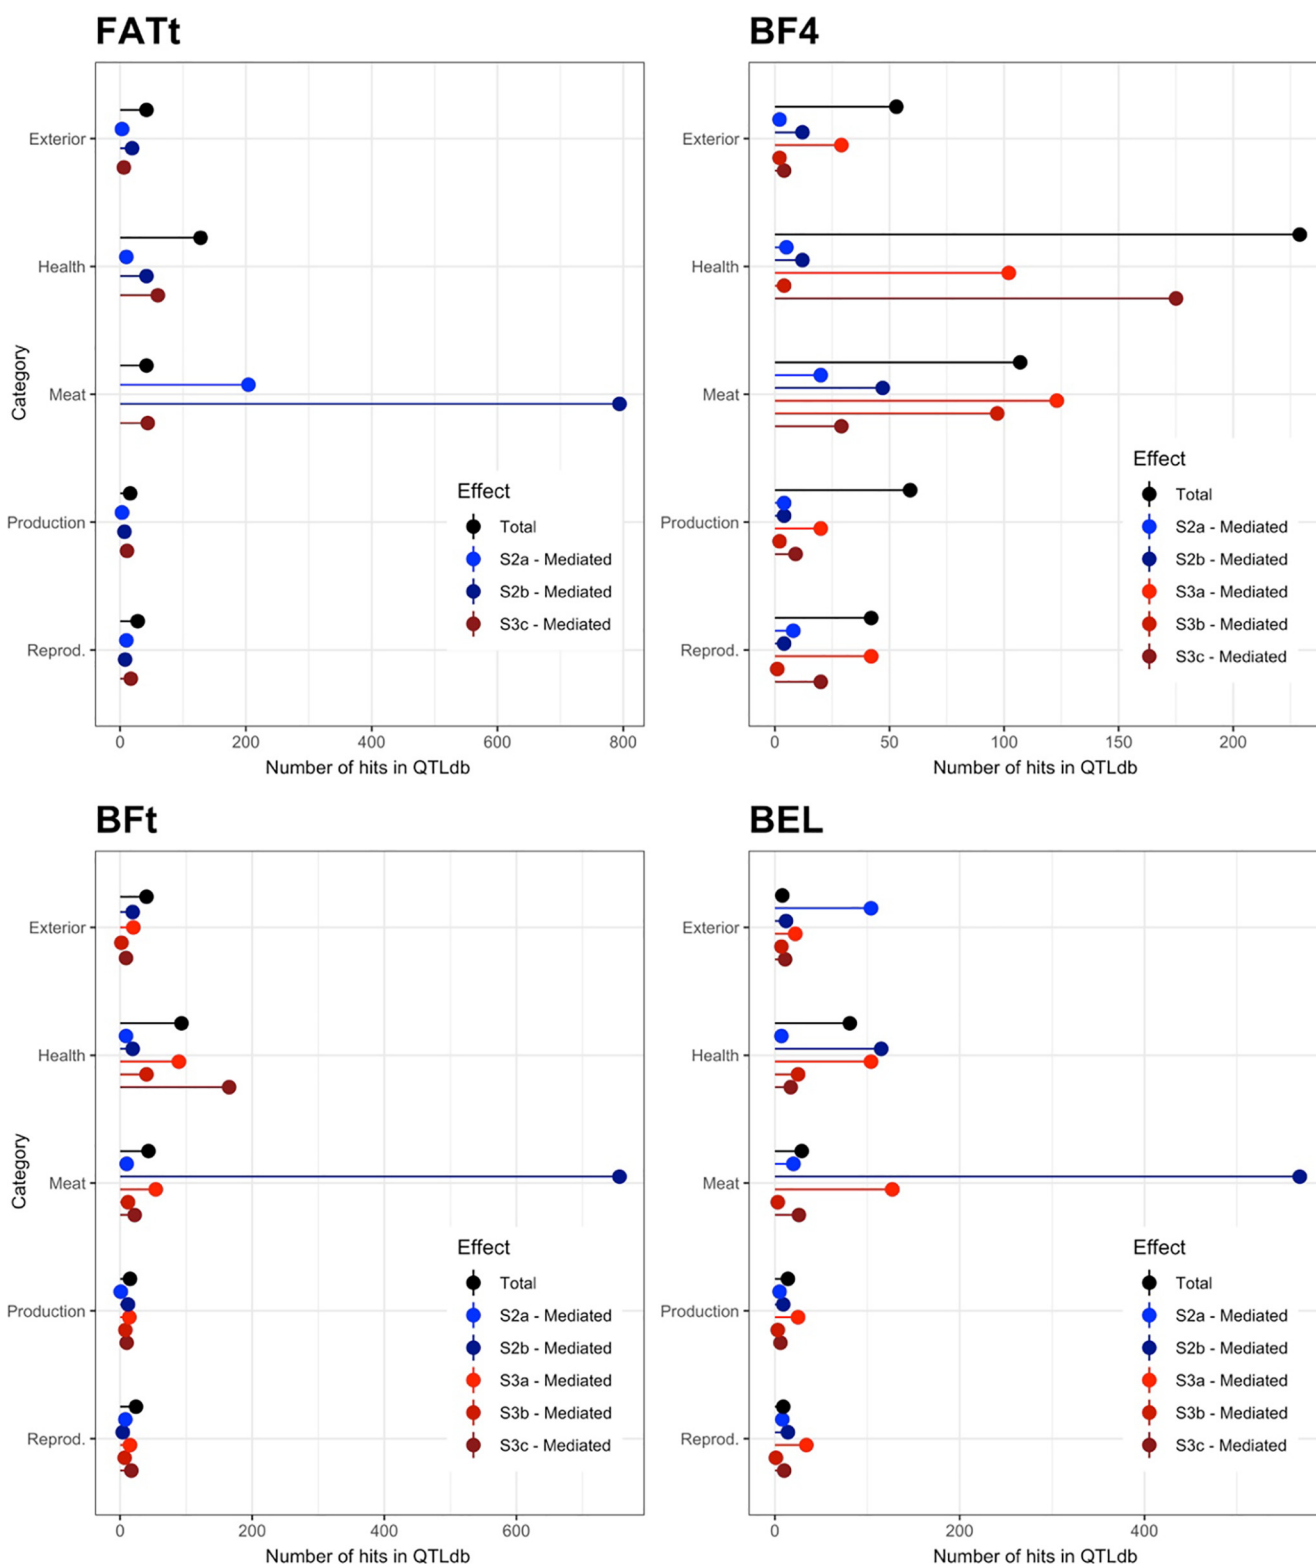 FATt
Category
Exterior
Health
Meat
Production
Reprod.
Effect
Total
S2a - Mediated
S2b - Mediated
S3c - Mediated
0 200 400 600 800
Number of hits in QTLdb
BF4
Exterior
Health
Meat
Production
Reprod.
Effect
Total
S2a - Mediated
S2b - Mediated
S3a - Mediated
S3b - Mediated
S3c - Mediated
0 50 100 150 200
Number of hits in QTLdb
BFt
Category
Exterior
Health
Meat
Production
Reprod.
Effect
Total
S2a - Mediated
S2b - Mediated
S3a - Mediated
S3b - Mediated
S3c - Mediated
0 200 400 600
Number of hits in QTLdb
BEL
Exterior
Health
Meat
Production
Reprod.
Effect
Total
S2a - Mediated
S2b - Mediated
S3a - Mediated
S3b - Mediated
S3c - Mediated
0 200 400
Number of hits in QTLdb